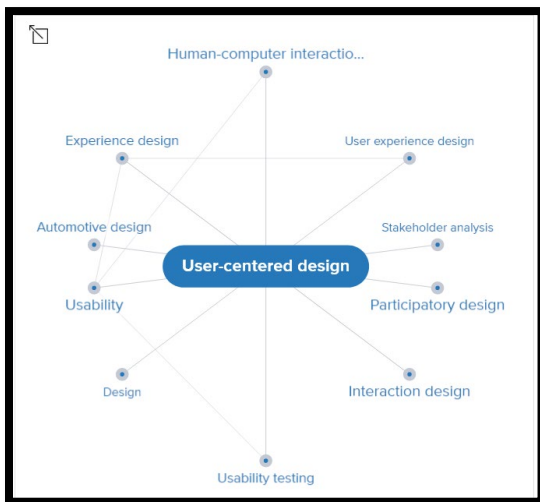 Human-computer interactio...
Experience design
User experience design
Automotive design
Stakeholder analysis
User-centered design
Usability
Participatory design
Design
Interaction design
Usability testing